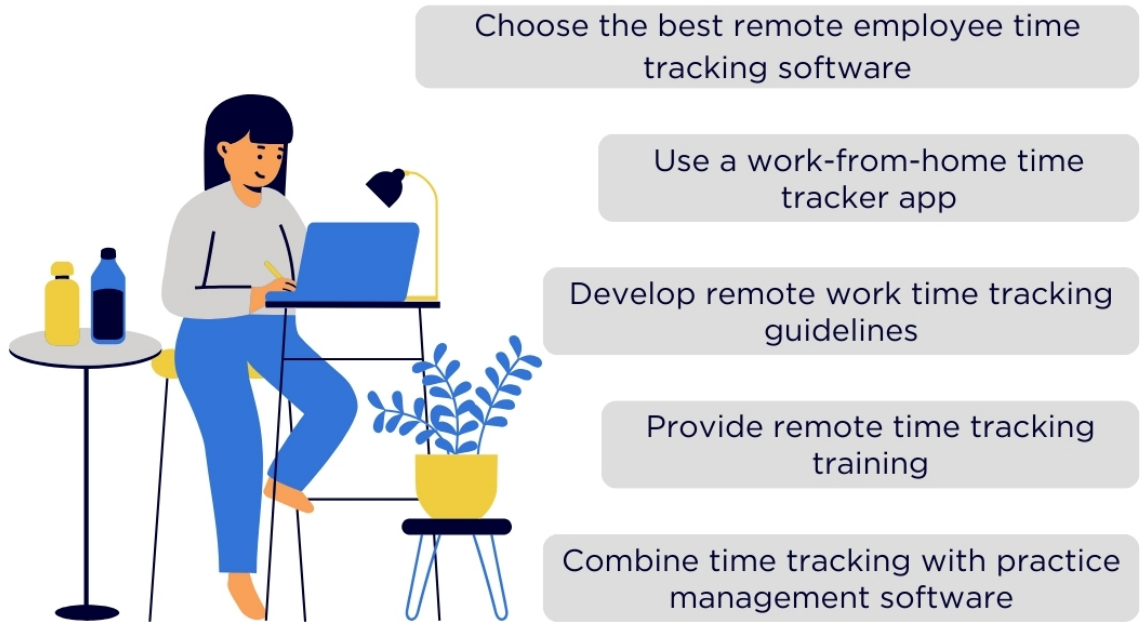 Choose the best remote employee time
tracking software
Use a work-from-home time
tracker app
Develop remote work time tracking
guidelines
Provide remote time tracking
training
Combine time tracking with practice
management software